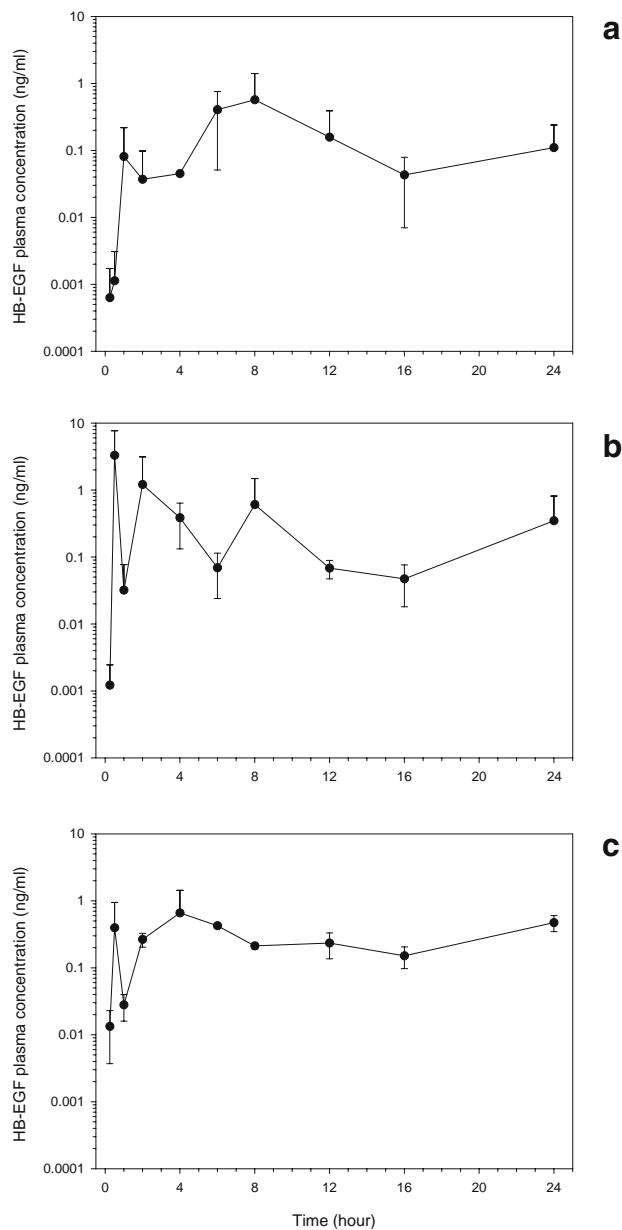 a
HB-EGF plasma concentration (ng/ml)
10
1
0.1
0.01
0.001
0.0001
0 4 8 12 16 20 24
b
HB-EGF plasma concentration (ng/ml)
10
1
0.1
0.01
0.001
0.0001
0 4 8 12 16 20 24
c
HB-EGF plasma concentration (ng/ml)
10
1
0.1
0.01
0.001
0.0001
0 4 8 12 16 20 24
Time (hour)